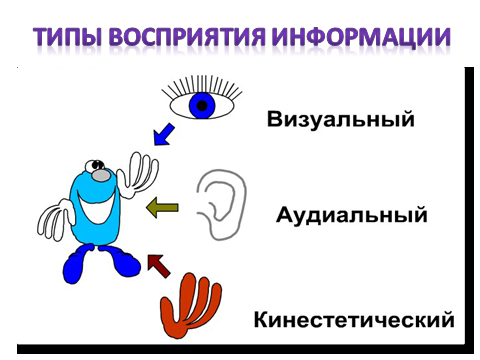 ТИПЫ ВОСПРИЯТИЯ ИНФОРМАЦИИ
Визуальный
Аудиальный
Кинестетический